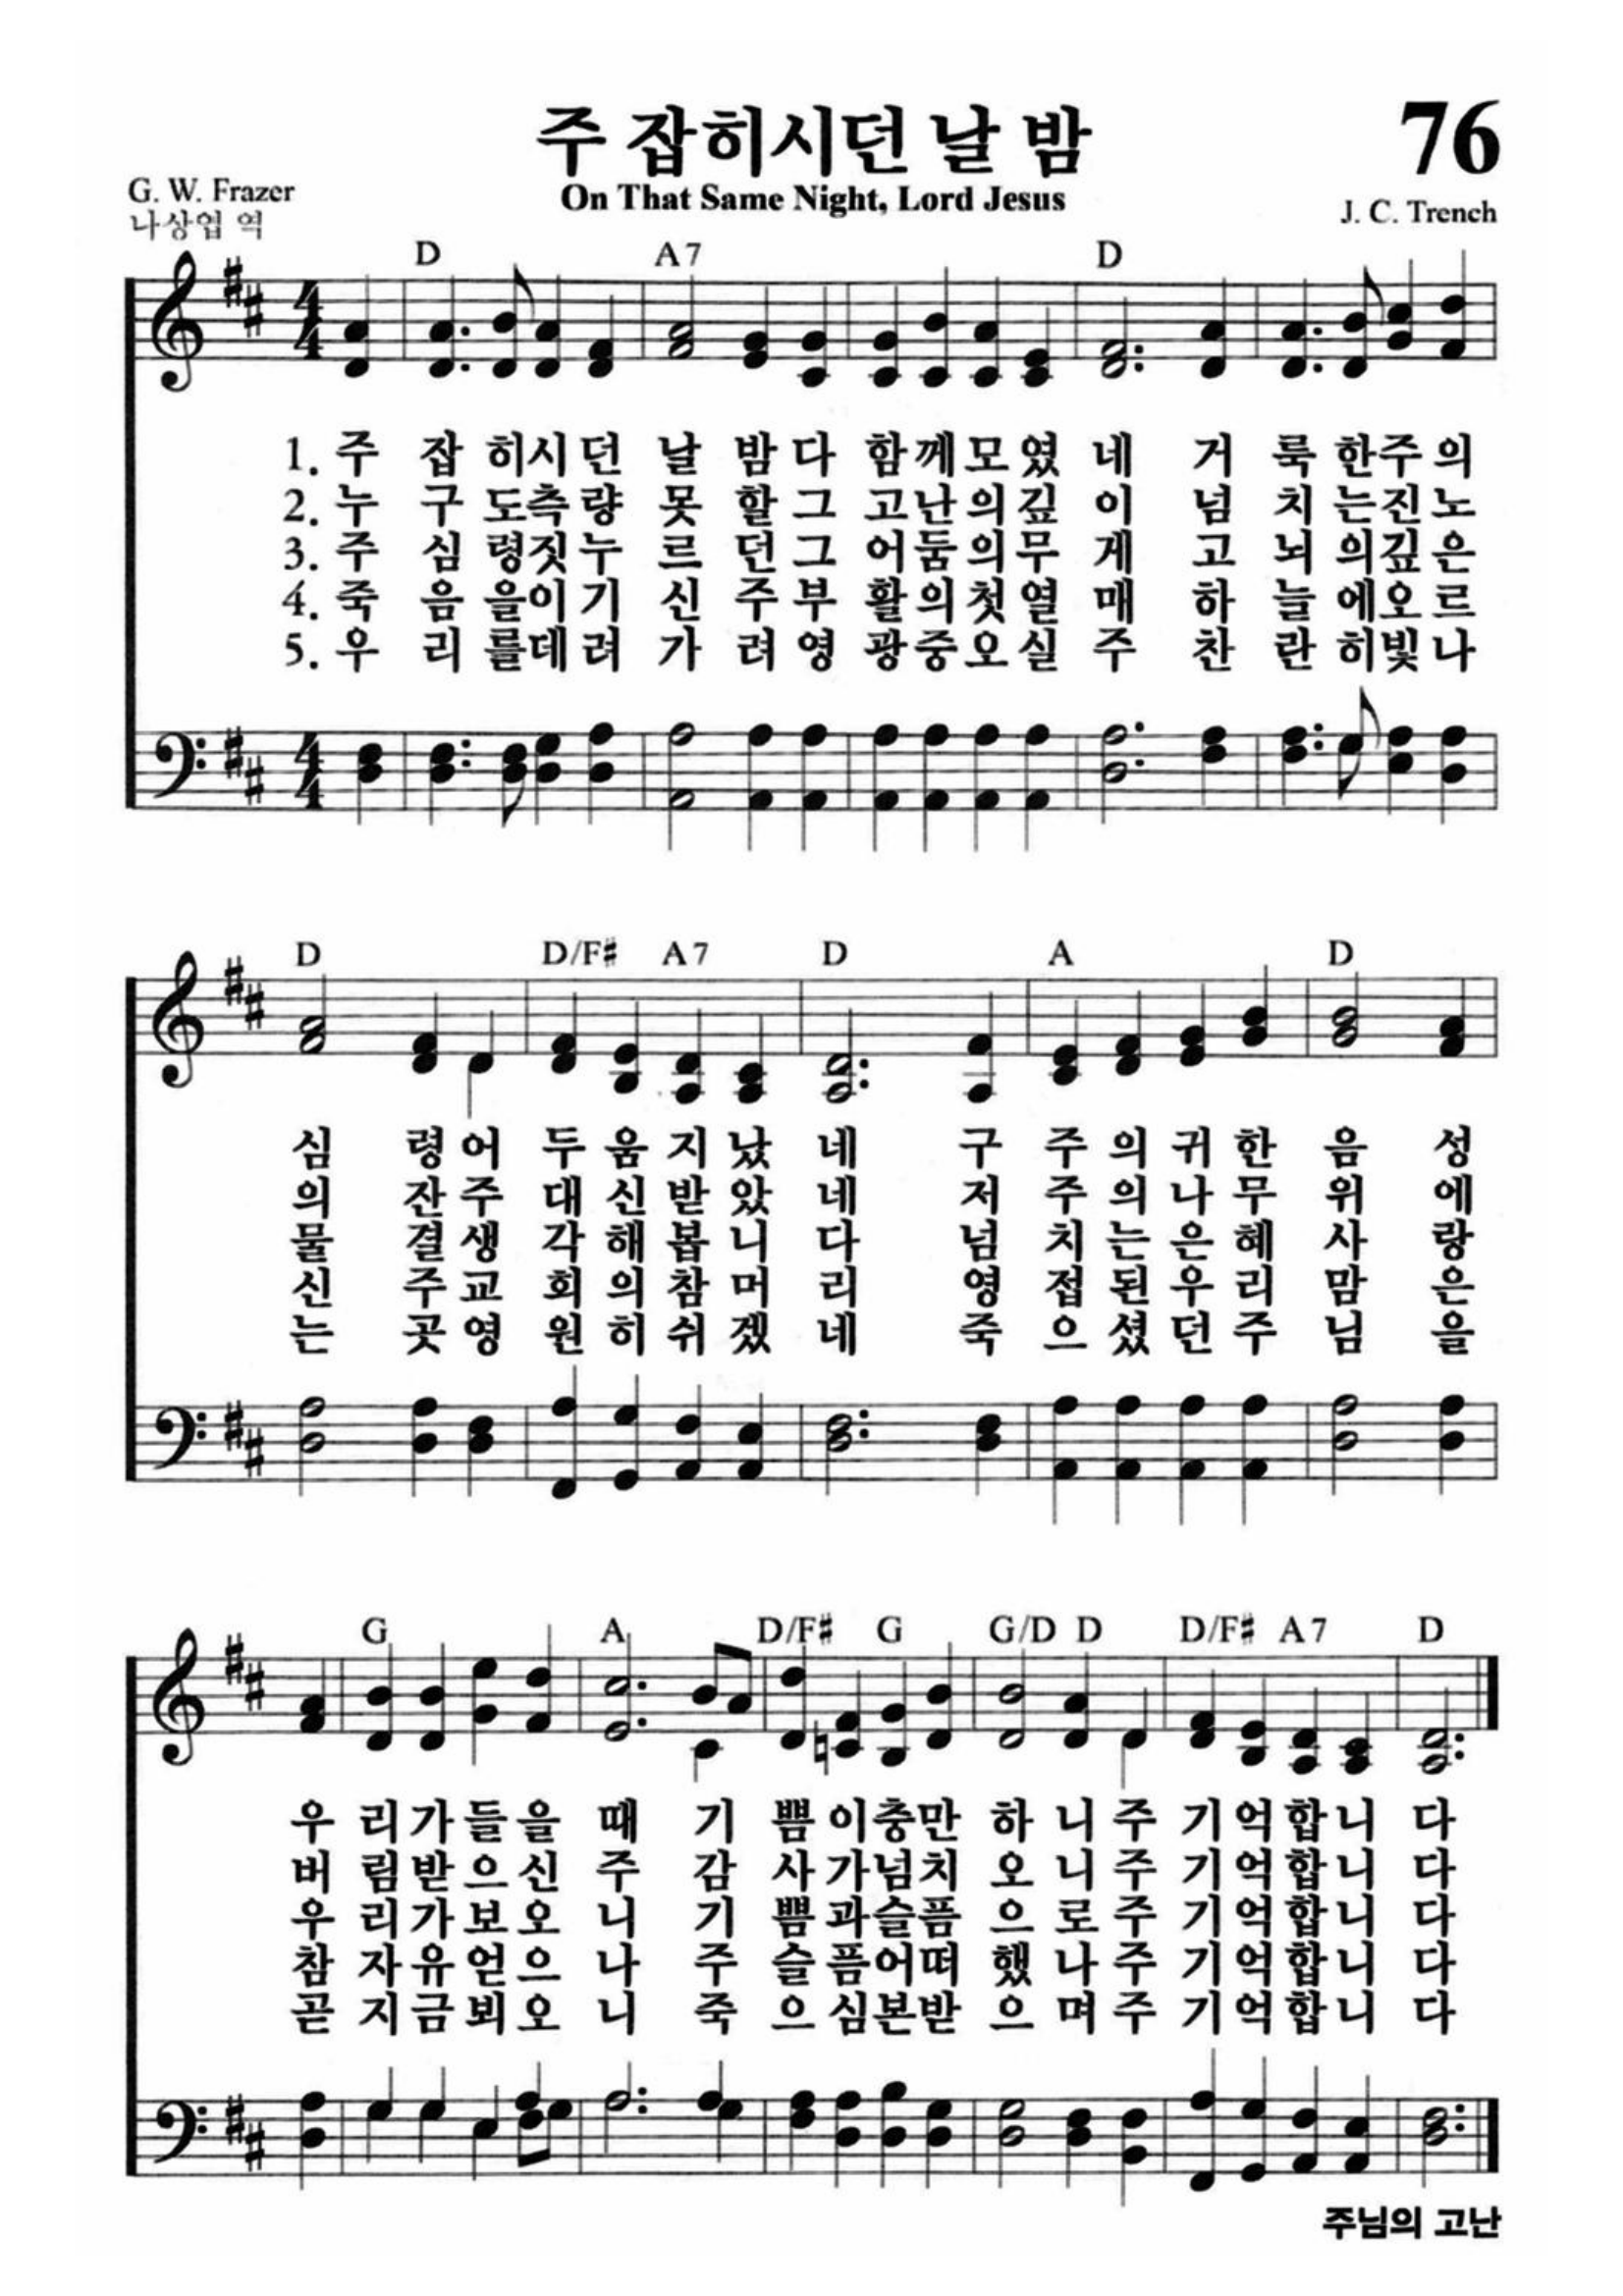 주 잡히시던 날 밤
76
On That Same Night, Lord Jesus
G. W. Frazer
나상엽 역
J. C. Trench
D A7 D
1. 주 잡 히시 던 날 밤 다 함께모였 네 거 룩 한주의
2. 누 구 도측 량 못 할 그 고난의깊 이 넘 치 는진노
3. 주 심 령짓 누 르 던 그 어둠의무 게 고 뇌 의깊은
4. 죽 음 을이 기 신 주 부 활의첫열 매 하 늘 에오르
5. 우 리 를데 려 가 려 영 광중오실 주 찬 란 히빛나
D D/F♯ A7 D A D
심 령 어 두 움 지 났 네 구 주 의 귀 한 음 성
의 잔 주 대 신 받 았 네 저 주 의 나 무 위 에
물 결 생 각 해 봅 니 다 넘 치 는 은 혜 사 랑
신 주 교 회 의 참 머 리 영 접 된 우 리 맘 은
는 곳 영 원 히 쉬 겠 네 죽 으 셨 던 주 님 을
G A D/F♯ G G/D D D/F♯ A7 D
우 리 가 들 을 때 기 쁨 이충만 하 니 주 기 억 합 니 다
버 림 받 으 신 주 감 사 가넘치 오 니 주 기 억 합 니 다
우 리 가 보 오 니 기 쁨 과슬픔 으 로 주 기 억 합 니 다
참 자 유 얻 으 나 주 슬 픔어떠 했 나 주 기 억 합 니 다
곧 지 금 뵈 오 니 죽 으 심본받 으 며 주 기 억 합 니 다
주님의 고난